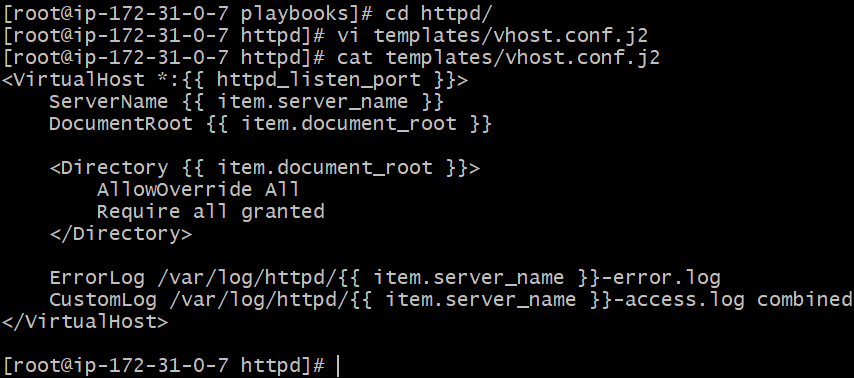 [root@ip-172-31-0-7 playbooks]# cd httpd/
[root@ip-172-31-0-7 httpd]# vi templates/vhost.conf.j2
[root@ip-172-31-0-7 httpd]# cat templates/vhost.conf.j2
<VirtualHost *:{{ httpd_listen_port }}>
    ServerName {{ item.server_name }}
    DocumentRoot {{ item.document_root }}

    <Directory {{ item.document_root }}>
        AllowOverride All
        Require all granted
    </Directory>

    ErrorLog /var/log/httpd/{{ item.server_name }}-error.log
    CustomLog /var/log/httpd/{{ item.server_name }}-access.log combined
</VirtualHost>

[root@ip-172-31-0-7 httpd]#